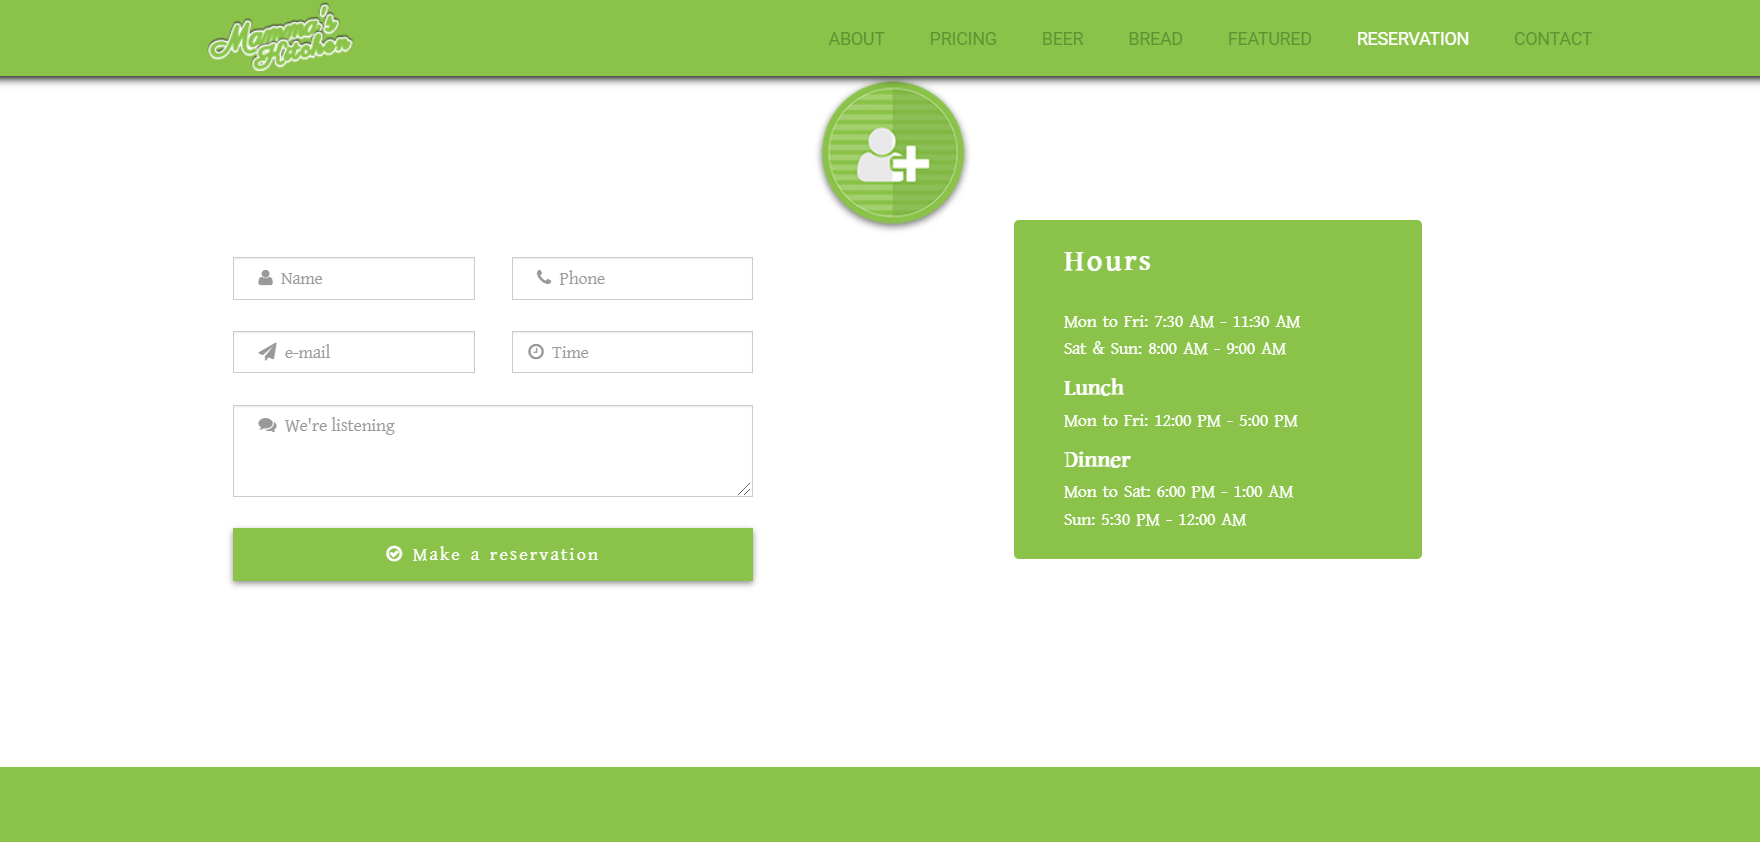 Mamma's
Kitchen
ABOUT PRICING BEER BREAD FEATURED RESERVATION CONTACT
Name
Phone
e-mail
Time
We're listening
Make a reservation
Hours
Mon to Fri: 7:30 AM - 11:30 AM
Sat & Sun: 8:00 AM - 9:00 AM
Lunch
Mon to Fri: 12:00 PM - 5:00 PM
Dinner
Mon to Sat: 6:00 PM - 1:00 AM
Sun: 5:30 PM - 12:00 AM